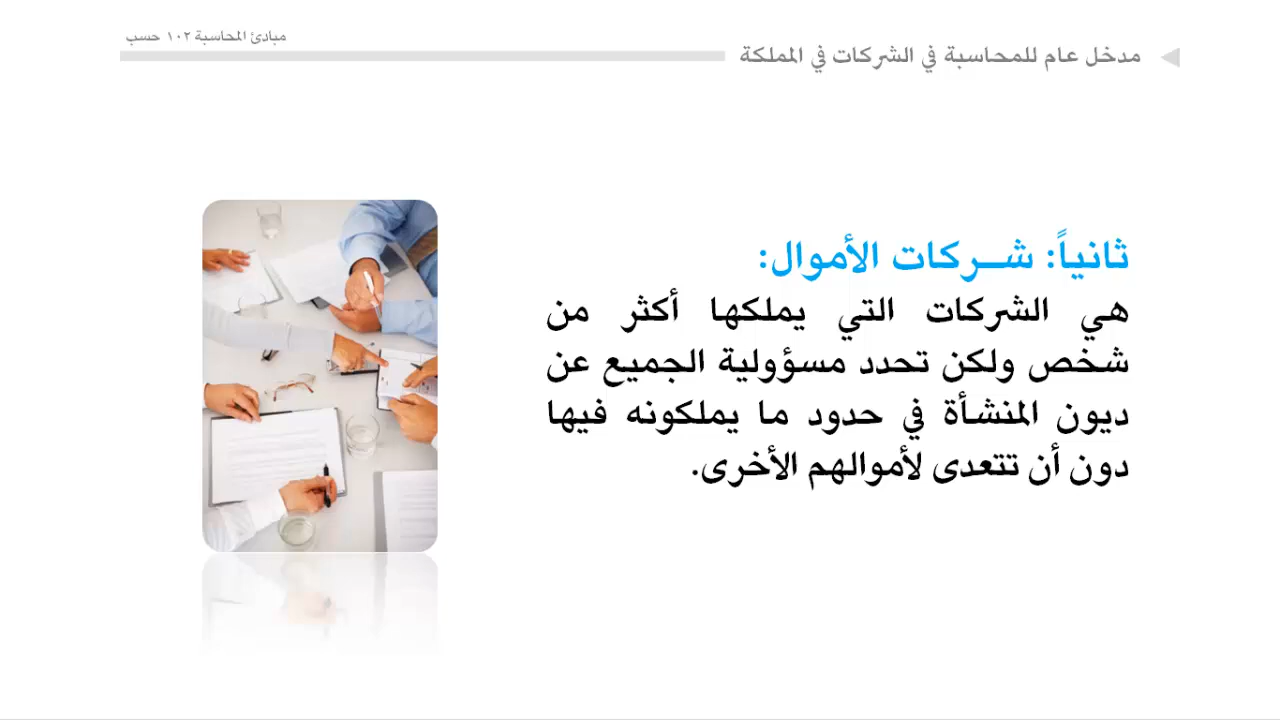 مبادئ المحاسبة ١٠٢ حسب
مدخل عام للمحاسبة في الشركات في المملكة
ثانياً: شـركات الأموال:
هي الشركات التي يملكها أكثر من
شخص ولكن تحدد مسؤولية الجميع عن
ديون المنشأة في حدود ما يملكونه فيها
دون أن تتعدى لأموالهم الأخرى.